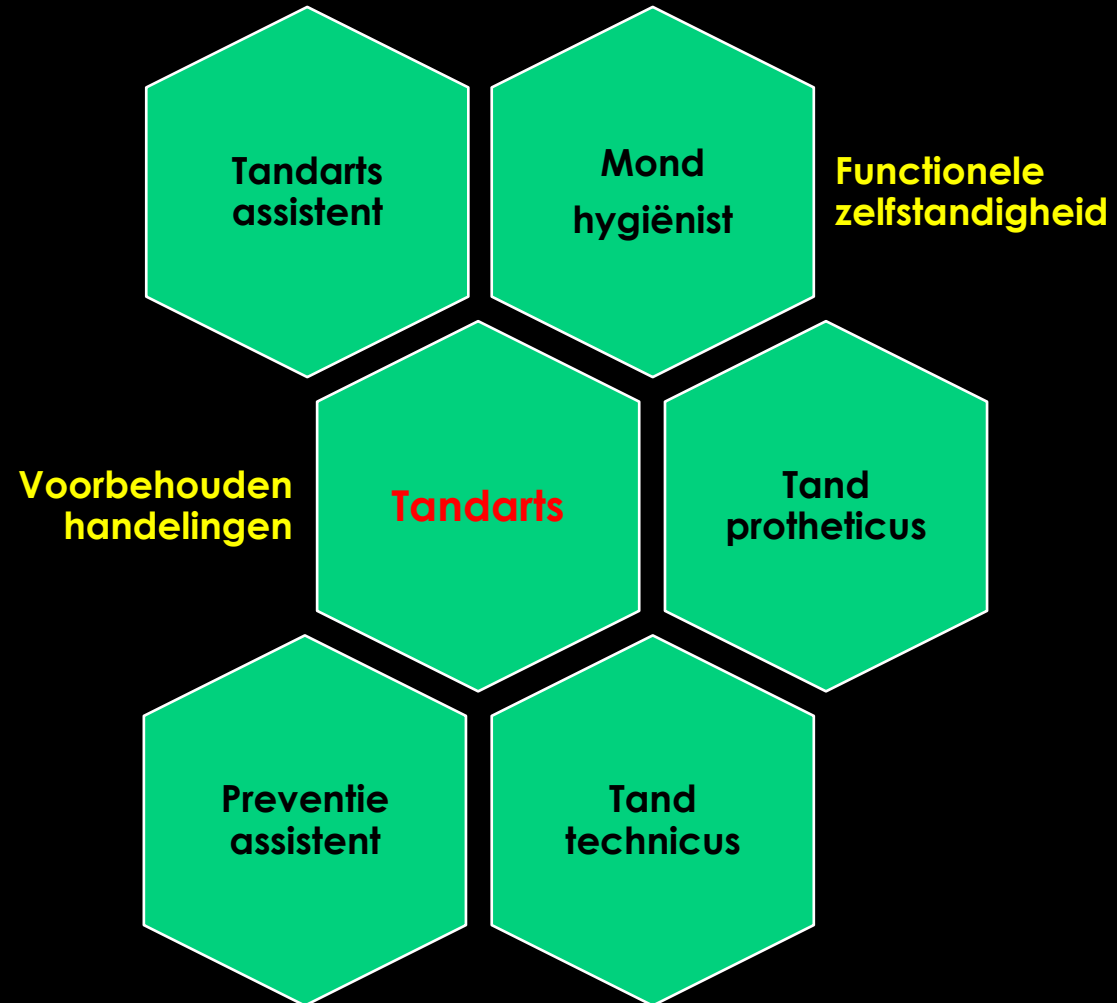 Tandarts
assistent
Mond
hygiënist
Functionele
zelfstandigheid
Voorbehouden
handelingen
Tandarts
Tand
protheticus
Preventie
assistent
Tand
technicus